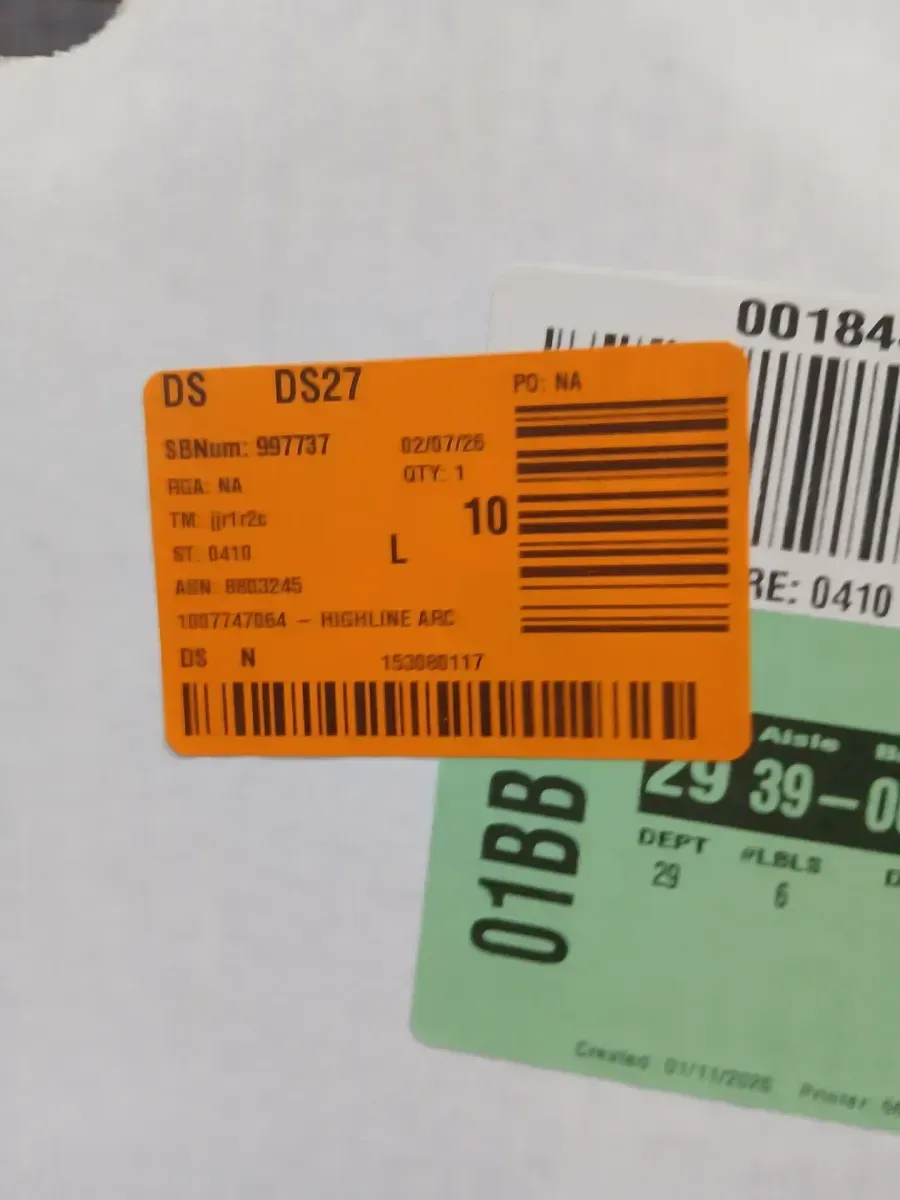 DS DS27 PO: NA
SBNum: 997737 02/07/26
RGA: NA QTY: 1
TM: jjr1r2c 10
ST: 0410 L
ASN: 8803245
1007747064 - HIGHLINE ARC
DS N 153080117
00184
RE: 0410
Aisle
29 39-0
01BB
DEPT #LBLS
29 6
Created 01/11/2026 Printer